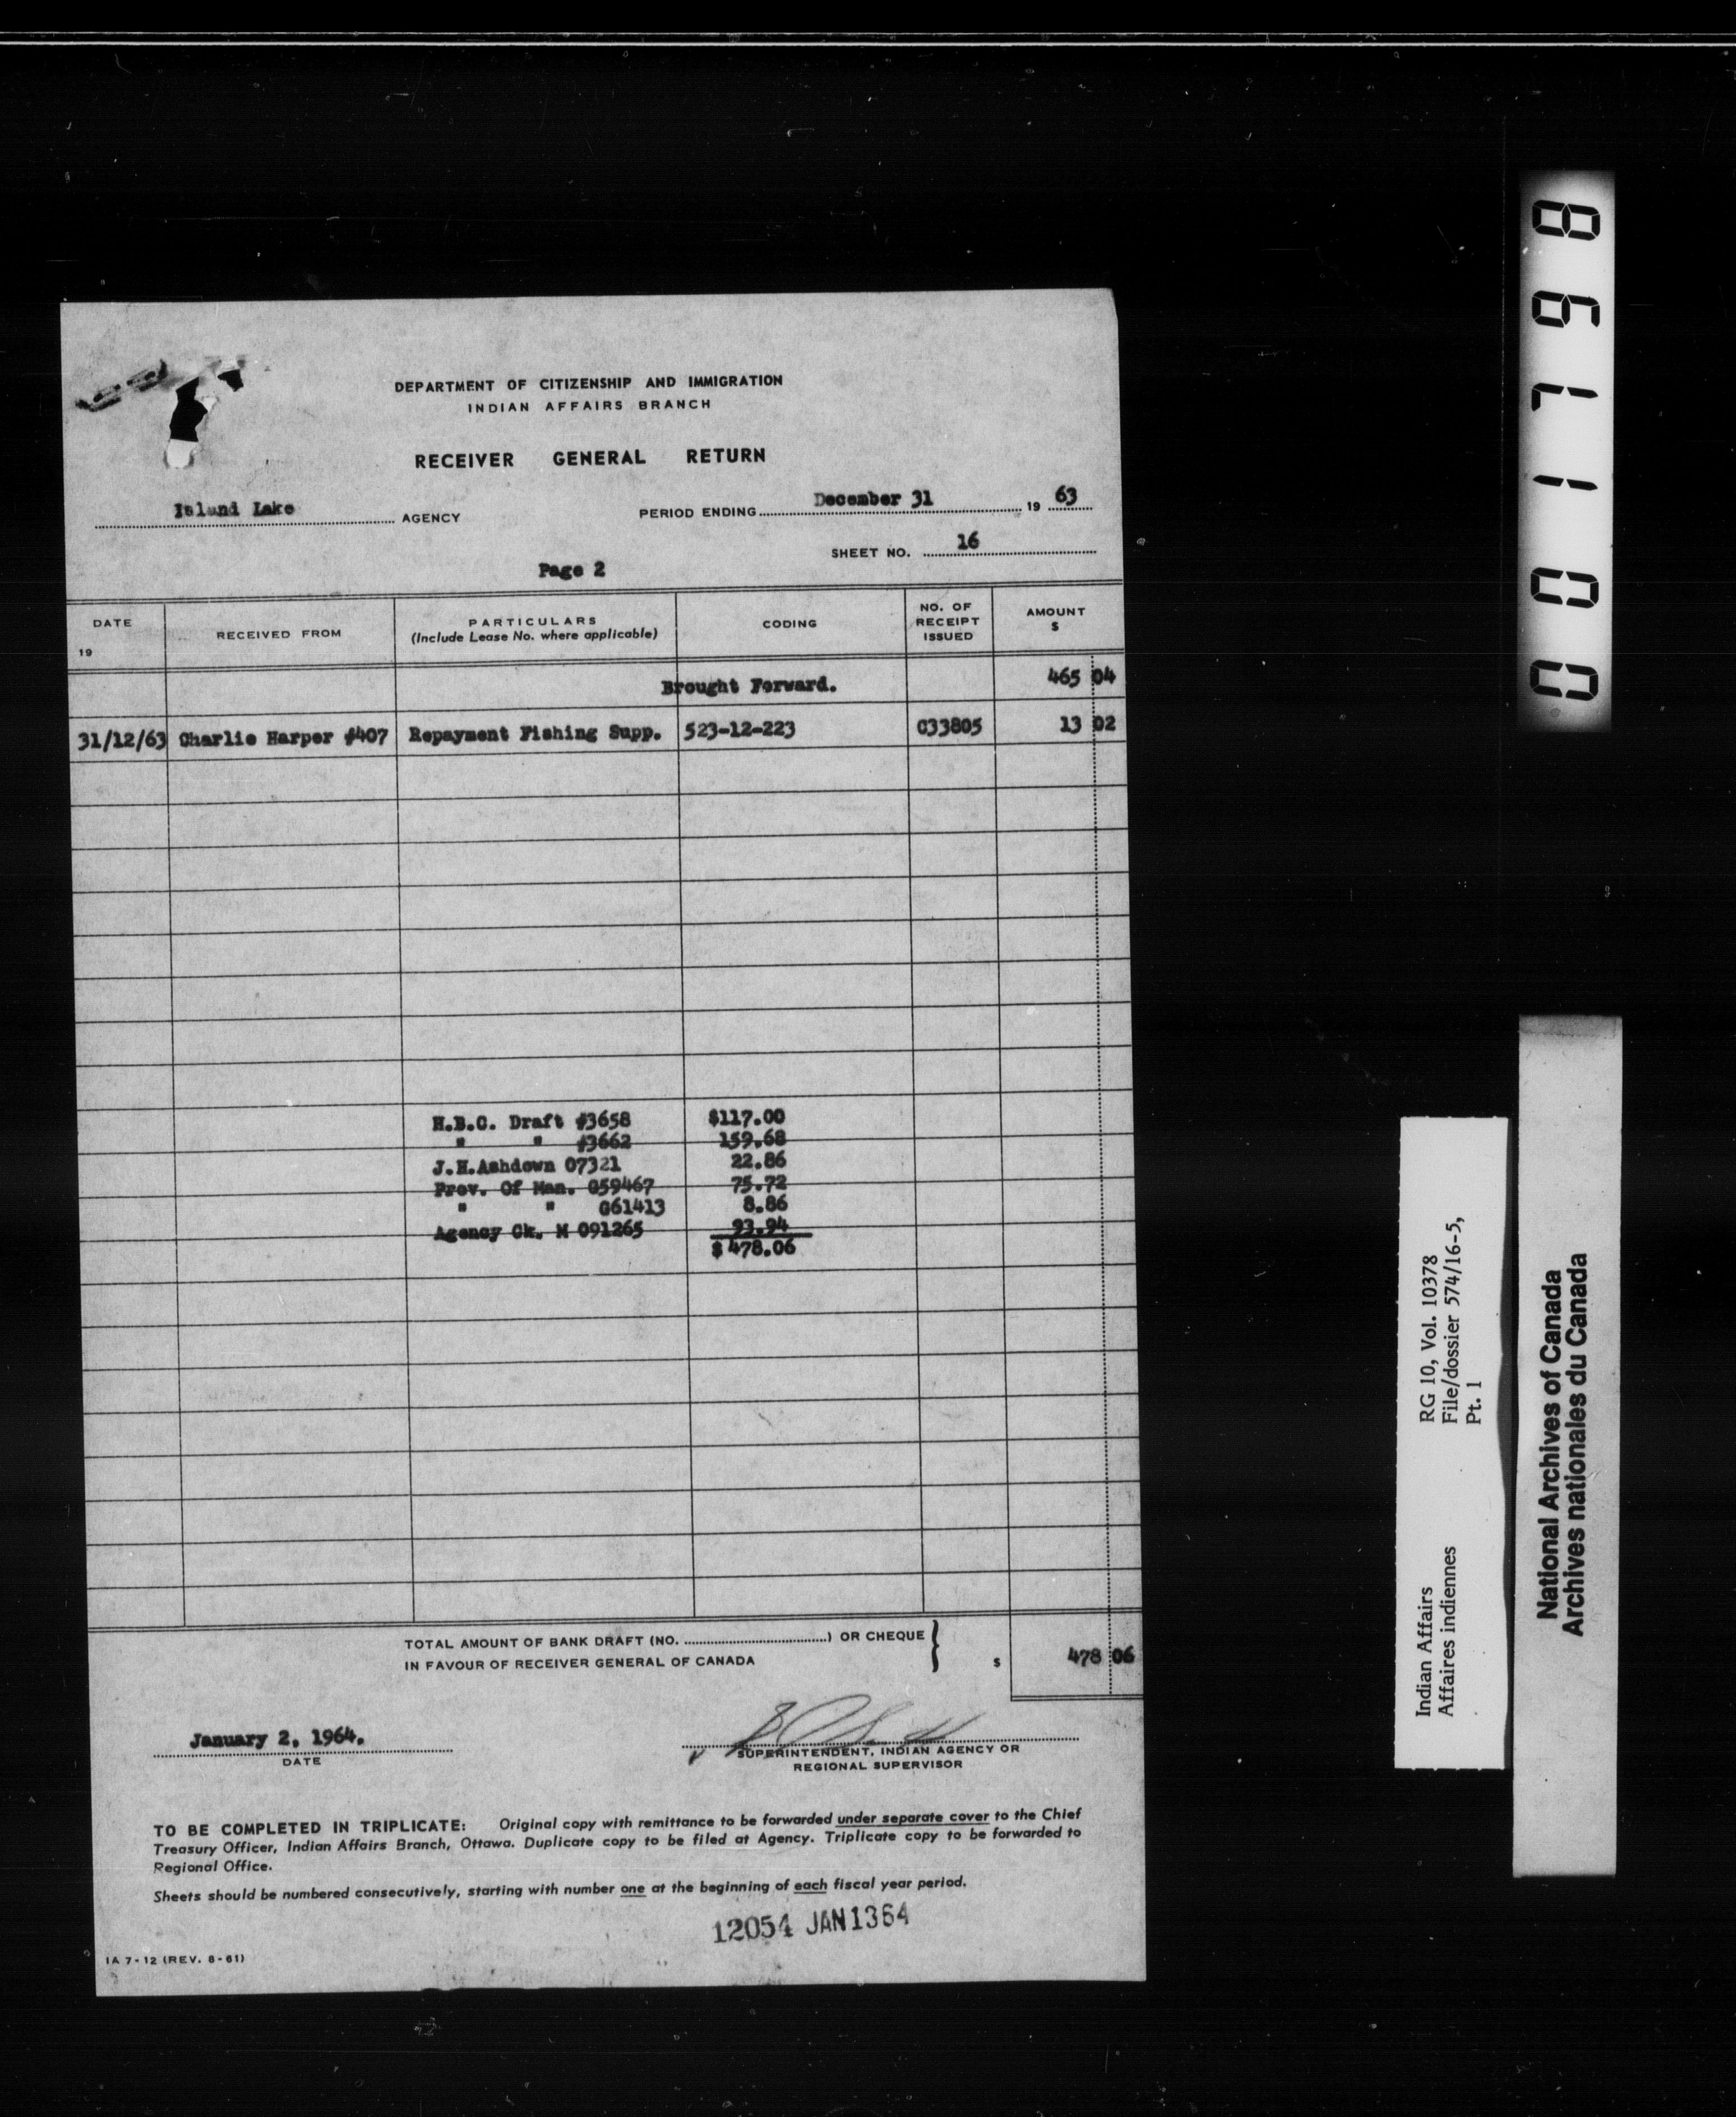 DEPARTMENT OF CITIZENSHIP AND IMMIGRATION
INDIAN AFFAIRS BRANCH
RECEIVER GENERAL RETURN
Island Lake AGENCY PERIOD ENDING December 31 19 63
SHEET NO. 16
Page 2
DATE 19 RECEIVED FROM PARTICULARS (Include Lease No. where applicable) CODING NO. OF RECEIPT ISSUED AMOUNT $
Brought Forward. 465 04
31/12/63 Charlie Harper #407 Repayment Fishing Supp. 523-12-223 033805 13 02
H.B.C. Draft #3658 $117.00
" " #3662 159.68
J.H.Ashdown 07321 22.86
Prov. Of Man. G59467 75.72
" " G61413 8.86
Agency Ck. M 091265 93.94
$ 478.06
TOTAL AMOUNT OF BANK DRAFT (NO. ) OR CHEQUE
IN FAVOUR OF RECEIVER GENERAL OF CANADA } $ 478 06
January 2, 1964.
DATE
SUPERINTENDENT, INDIAN AGENCY OR
REGIONAL SUPERVISOR
TO BE COMPLETED IN TRIPLICATE: Original copy with remittance to be forwarded under separate cover to the Chief
Treasury Officer, Indian Affairs Branch, Ottawa. Duplicate copy to be filed at Agency. Triplicate copy to be forwarded to
Regional Office.
Sheets should be numbered consecutively, starting with number one at the beginning of each fiscal year period.
12054 JAN 13 64
IA 7-12 (REV. 8-61)
001798
Indian Affairs RG 10, Vol. 10378
Affaires indiennes File/dossier 574/16-5,
Pt. 1
National Archives of Canada
Archives nationales du Canada